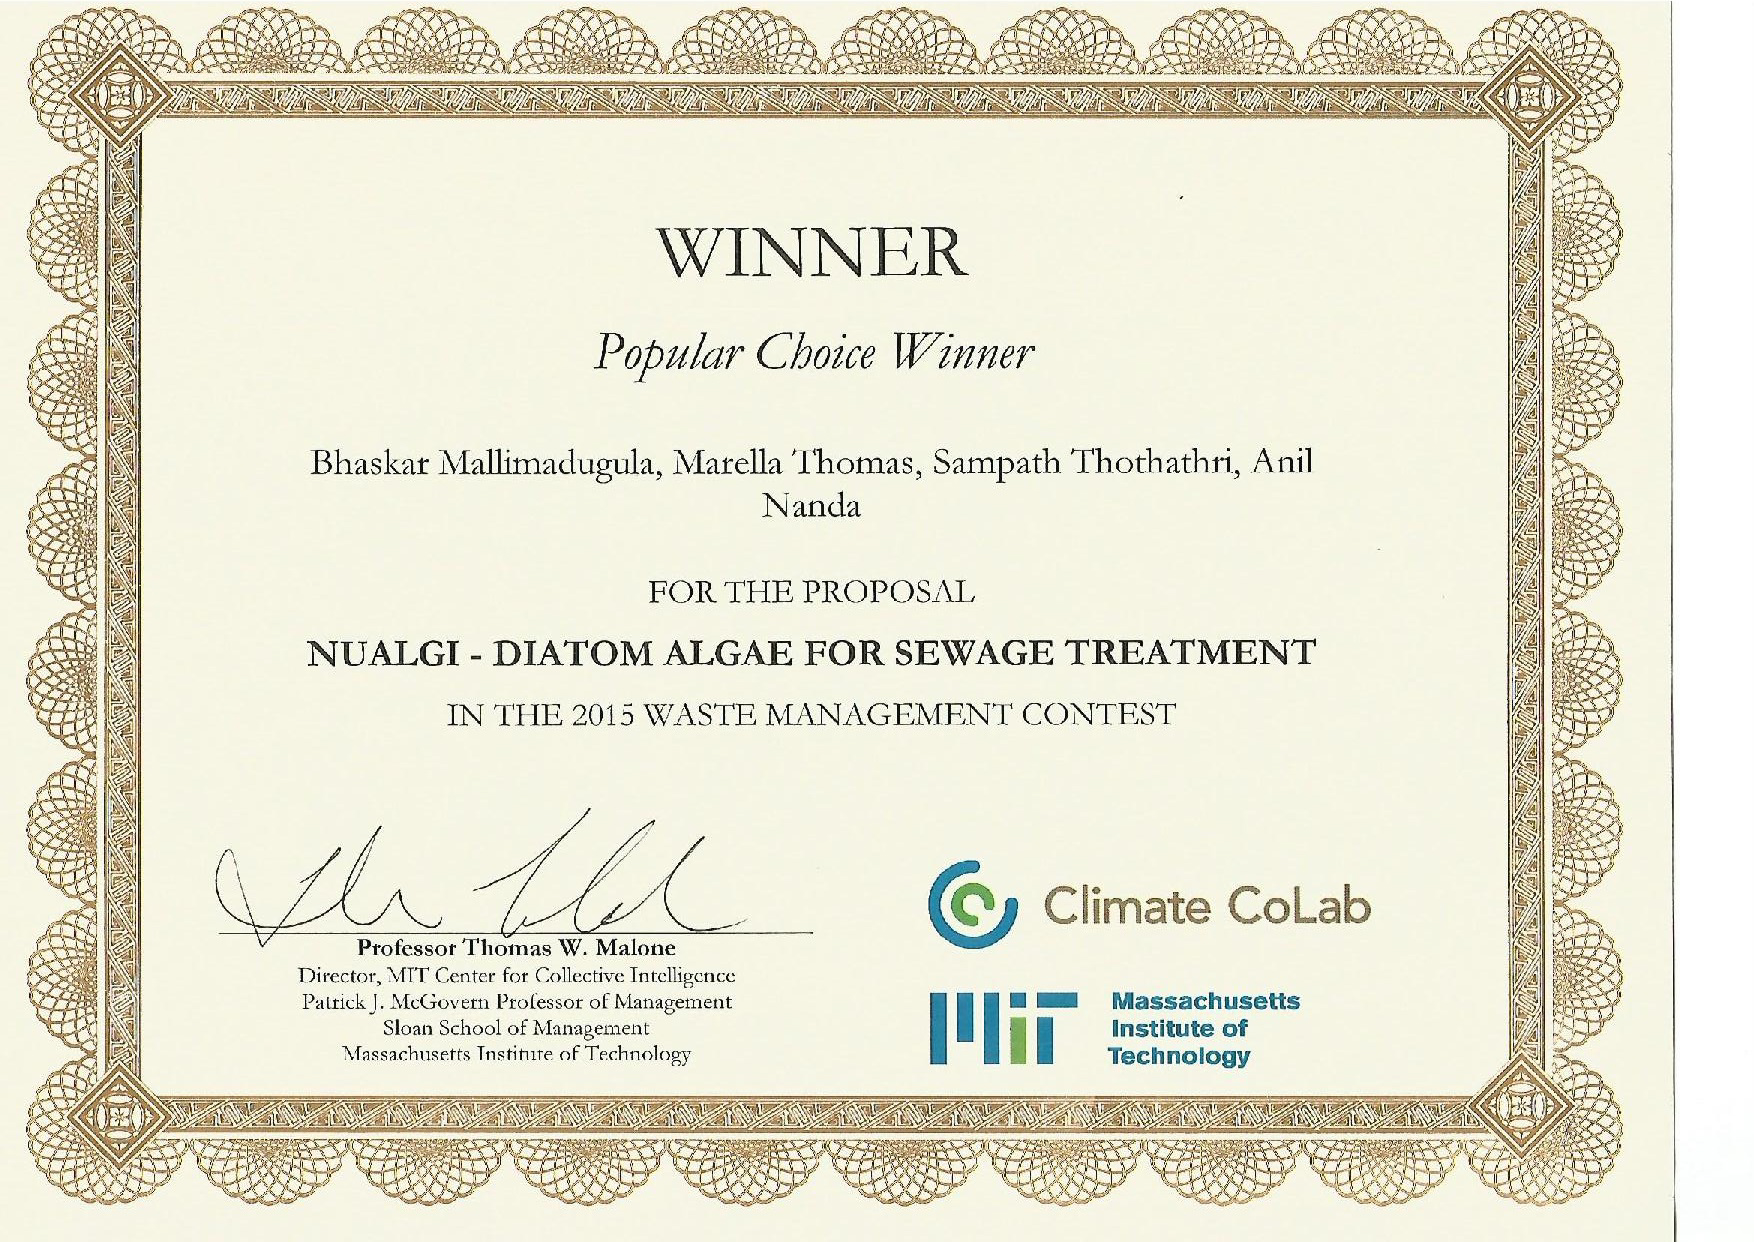 WINNER
Popular Choice Winner
Bhaskar Mallimadugula, Marella Thomas, Sampath Thothathri, Anil
Nanda
FOR THE PROPOSAL
NUALGI - DIATOM ALGAE FOR SEWAGE TREATMENT
IN THE 2015 WASTE MANAGEMENT CONTEST
Professor Thomas W. Malone
Director, MIT Center for Collective Intelligence
Patrick J. McGovern Professor of Management
Sloan School of Management
Massachusetts Institute of Technology
Climate CoLab
MIT
Massachusetts
Institute of
Technology